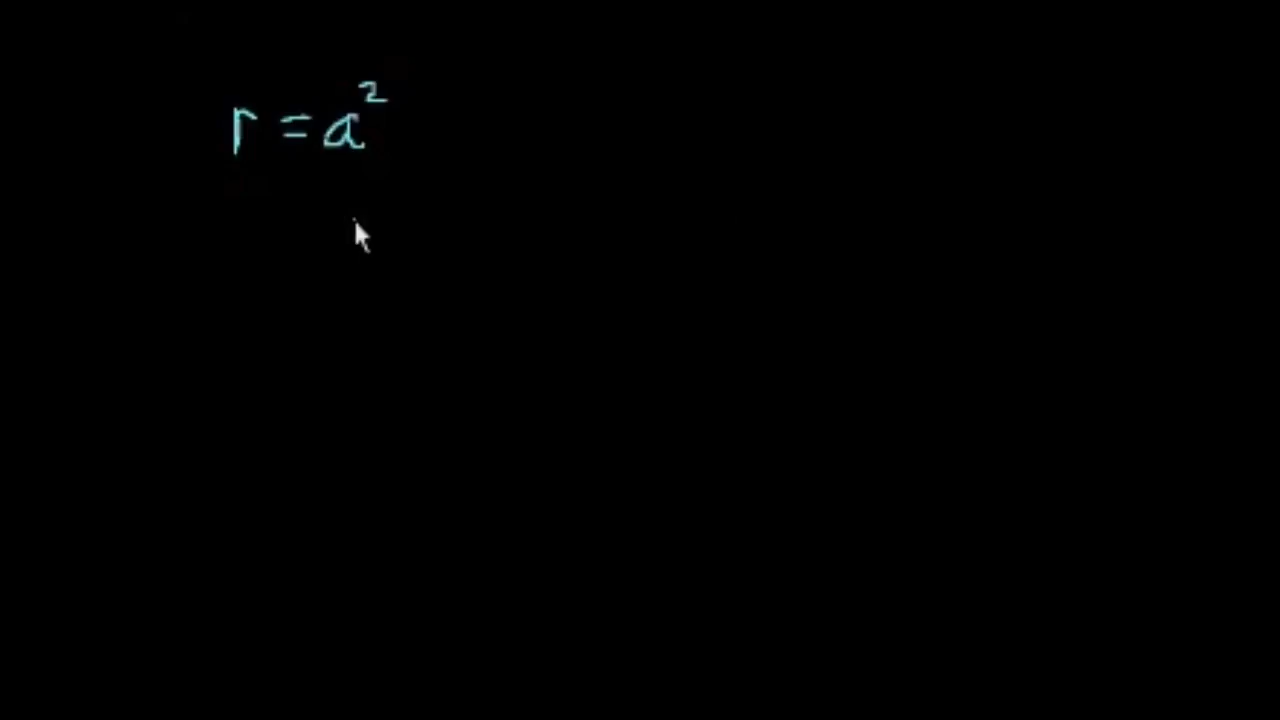 r = a²